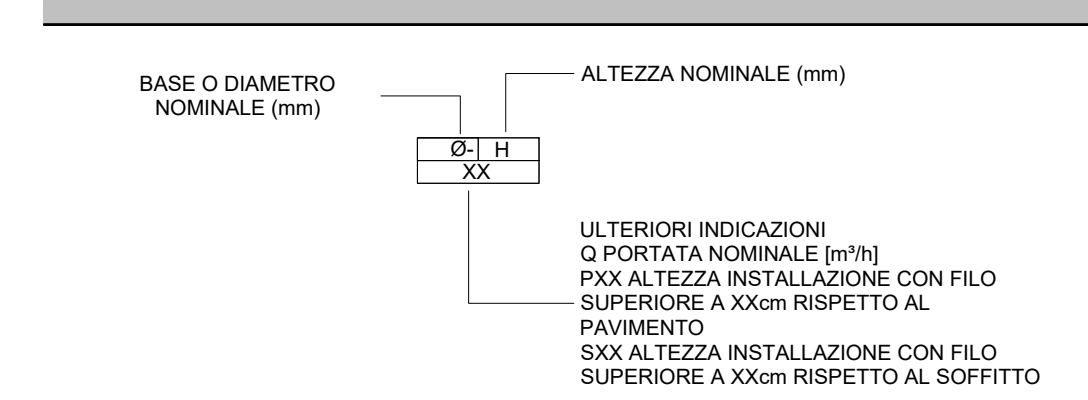 BASE O DIAMETRO
NOMINALE (mm)
ALTEZZA NOMINALE (mm)
Ø- H
XX
ULTERIORI INDICAZIONI
Q PORTATA NOMINALE [m³/h]
PXX ALTEZZA INSTALLAZIONE CON FILO
SUPERIORE A XXcm RISPETTO AL
PAVIMENTO
SXX ALTEZZA INSTALLAZIONE CON FILO
SUPERIORE A XXcm RISPETTO AL SOFFITTO